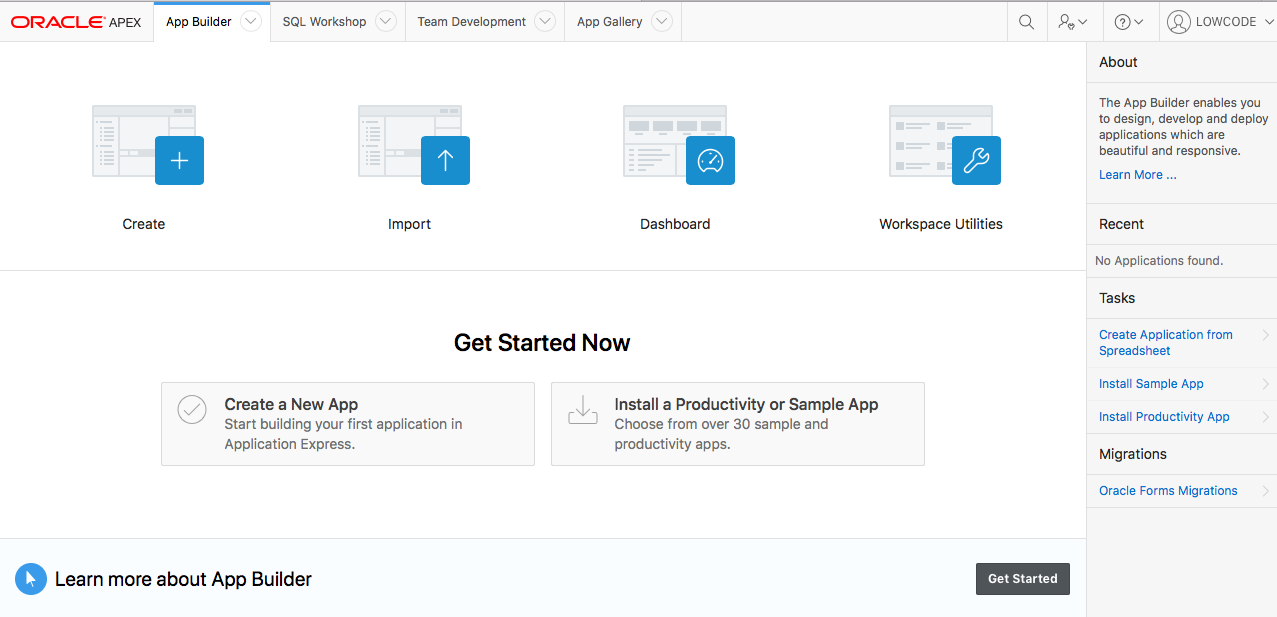 ORACLE APEX App Builder SQL Workshop Team Development App Gallery LOWCODE
Create
Import
Dashboard
Workspace Utilities
Get Started Now
Create a New App
Start building your first application in
Application Express.
Install a Productivity or Sample App
Choose from over 30 sample and
productivity apps.
Learn more about App Builder
Get Started
About
The App Builder enables you
to design, develop and deploy
applications which are
beautiful and responsive.
Learn More ...
Recent
No Applications found.
Tasks
Create Application from
Spreadsheet
Install Sample App
Install Productivity App
Migrations
Oracle Forms Migrations